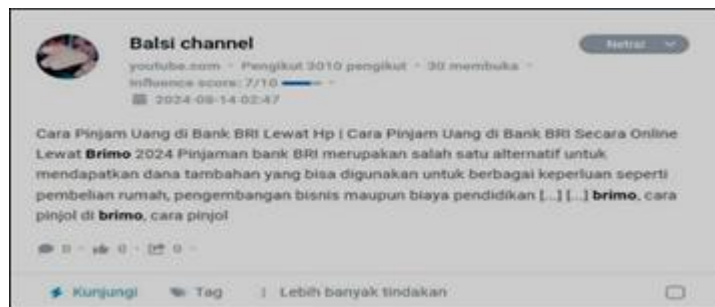 Balsi channel
Netral
youtube.com · Pengikut 3010 pengikut · 30 membuka ·
Influence score: 7/10
2024-08-14 02:47
Cara Pinjam Uang di Bank BRI Lewat Hp | Cara Pinjam Uang di Bank BRI Secara Online
Lewat Brimo 2024 Pinjaman bank BRI merupakan salah satu alternatif untuk
mendapatkan dana tambahan yang bisa digunakan untuk berbagai keperluan seperti
pembelian rumah, pengembangan bisnis maupun biaya pendidikan [...] [...] brimo, cara
pinjol di brimo, cara pinjol
0 · 0 · 0 ·
Kunjungi Tag Lebih banyak tindakan